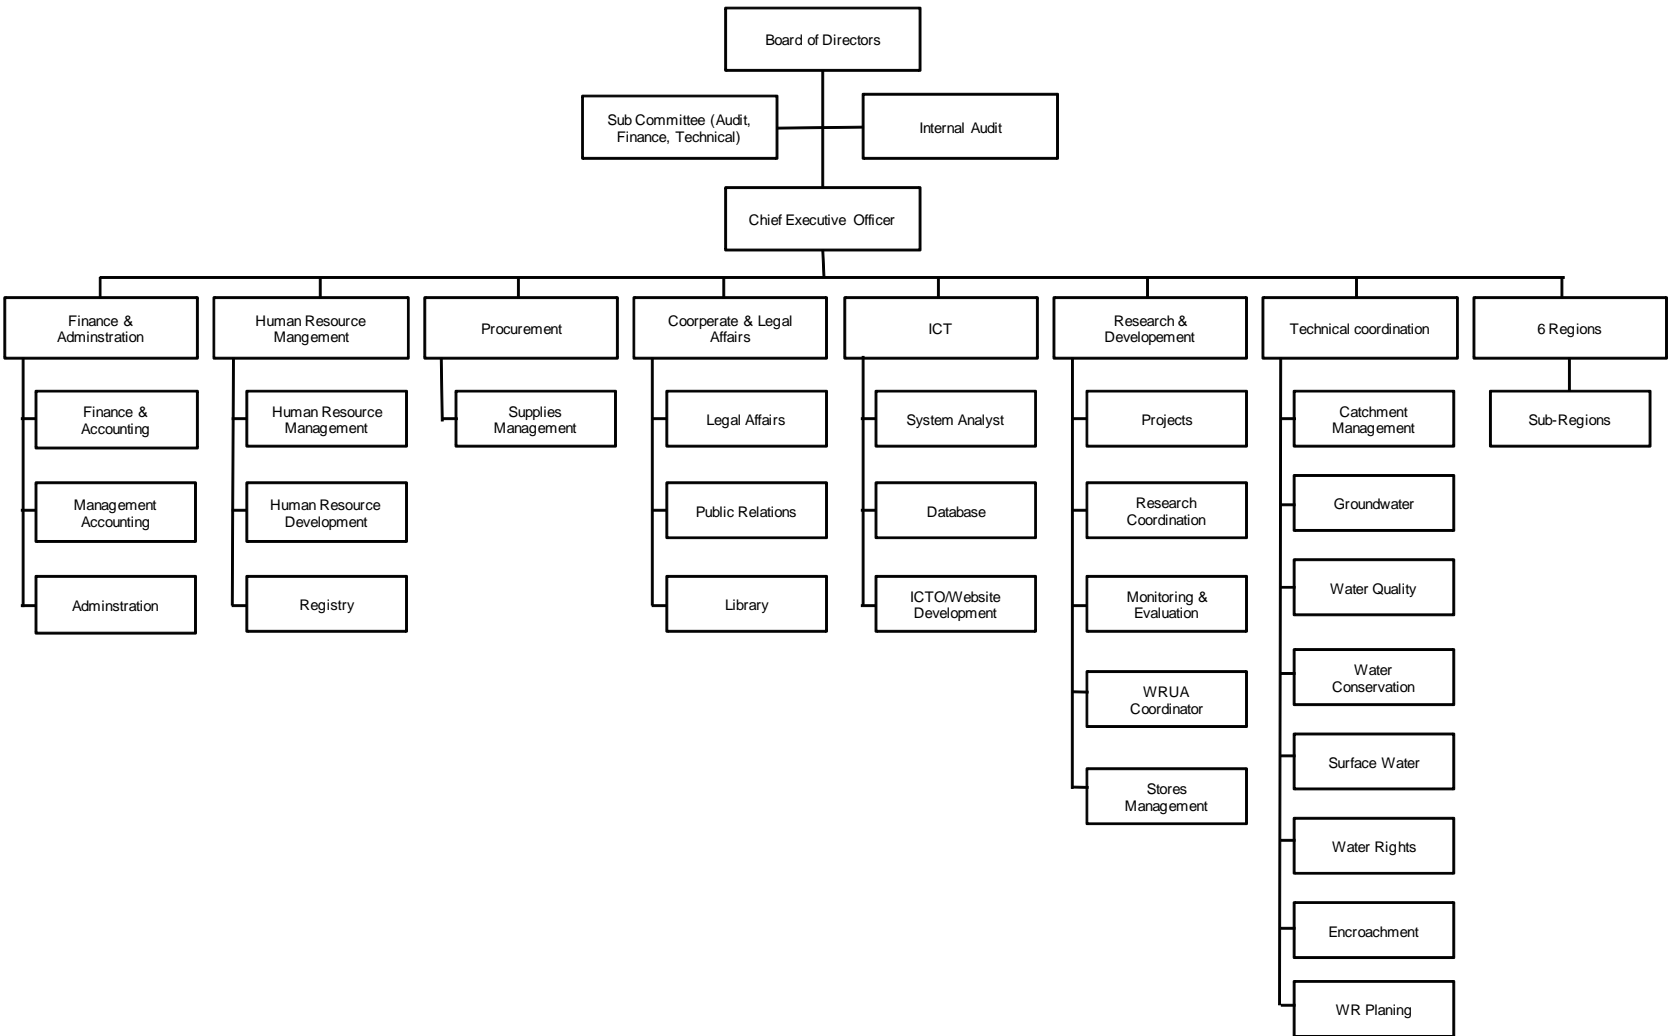 Board of Directors
Sub Committee (Audit,
Finance, Technical)
Internal Audit
Chief Executive Officer
Finance &
Adminstration
Human Resource
Mangement
Procurement
Coorperate & Legal
Affairs
ICT
Research &
Developement
Technical coordination
6 Regions
Finance &
Accounting
Management
Accounting
Adminstration
Human Resource
Management
Human Resource
Development
Registry
Supplies
Management
Legal Affairs
Public Relations
Library
System Analyst
Database
ICTO/Website
Development
Projects
Research
Coordination
Monitoring &
Evaluation
WRUA
Coordinator
Stores
Management
Catchment
Management
Groundwater
Water Quality
Water
Conservation
Surface Water
Water Rights
Encroachment
WR Planing
Sub-Regions